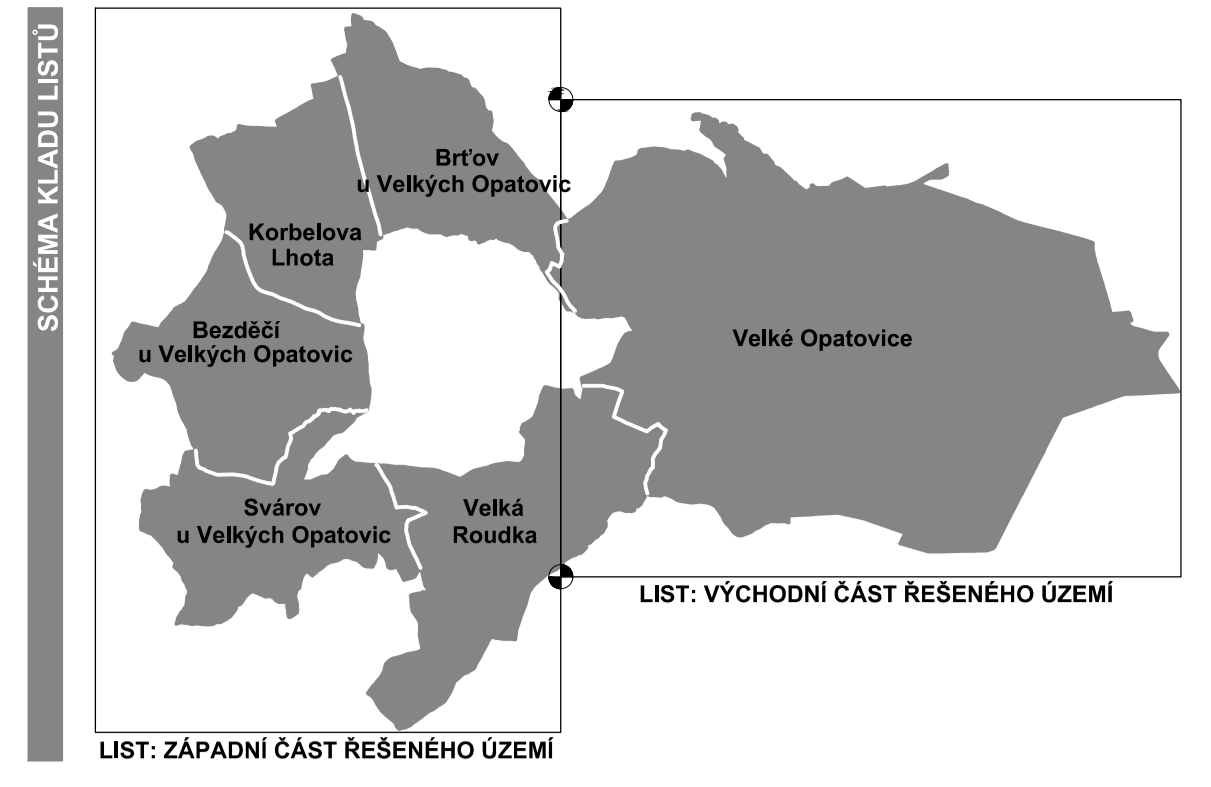 SCHÉMA KLADU LISTŮ
Brťov
u Velkých Opatovic
Korbelova
Lhota
Bezděčí
u Velkých Opatovic
Velké Opatovice
Svárov
u Velkých Opatovic
Velká
Roudka
LIST: VÝCHODNÍ ČÁST ŘEŠENÉHO ÚZEMÍ
LIST: ZÁPADNÍ ČÁST ŘEŠENÉHO ÚZEMÍ